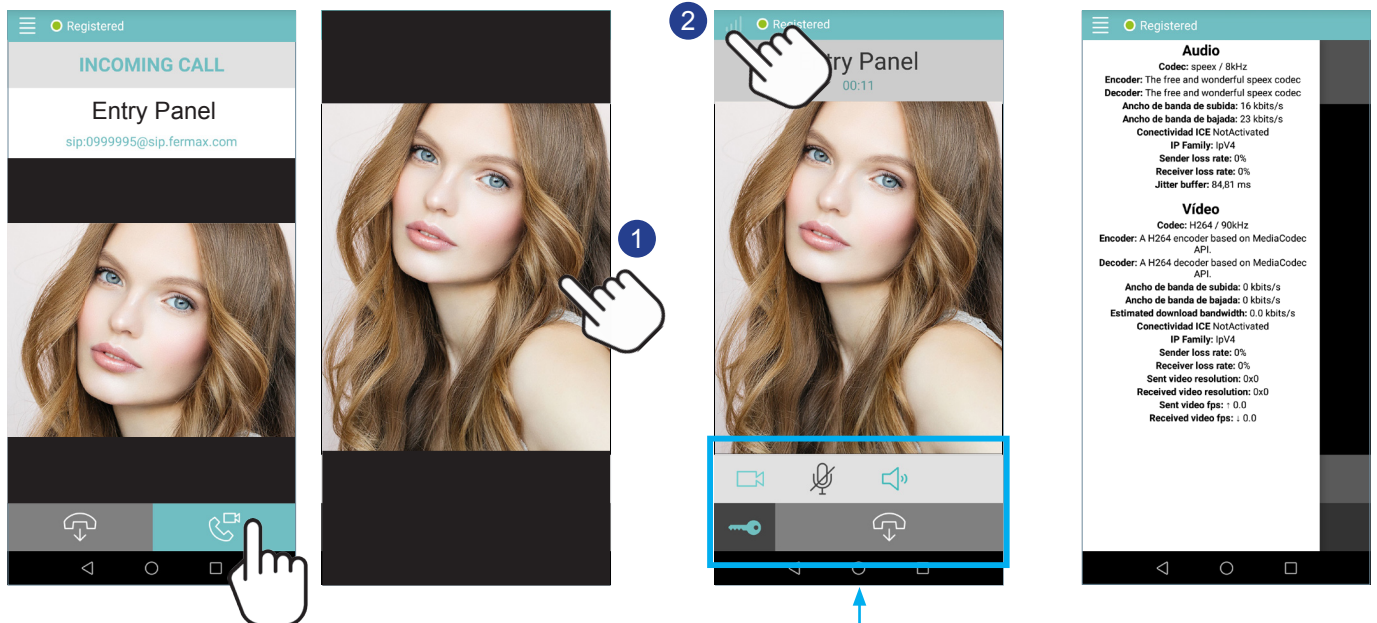 Registered
INCOMING CALL
Entry Panel
sip:0999995@sip.fermax.com
1
2
Registered
try Panel
00:11
Registered
Audio
Codec: speex / 8kHz
Encoder: The free and wonderful speex codec
Decoder: The free and wonderful speex codec
Ancho de banda de subida: 16 kbits/s
Ancho de banda de bajada: 23 kbits/s
Conectividad ICE NotActivated
IP Family: IpV4
Sender loss rate: 0%
Receiver loss rate: 0%
Jitter buffer: 84,81 ms
Vídeo
Codec: H264 / 90kHz
Encoder: A H264 encoder based on MediaCodec
API.
Decoder: A H264 decoder based on MediaCodec
API.
Ancho de banda de subida: 0 kbits/s
Ancho de banda de bajada: 0 kbits/s
Estimated download bandwidth: 0.0 kbits/s
Conectividad ICE NotActivated
IP Family: IpV4
Sender loss rate: 0%
Receiver loss rate: 0%
Sent video resolution: 0x0
Received video resolution: 0x0
Sent video fps: ↑ 0.0
Received video fps: ↓ 0.0